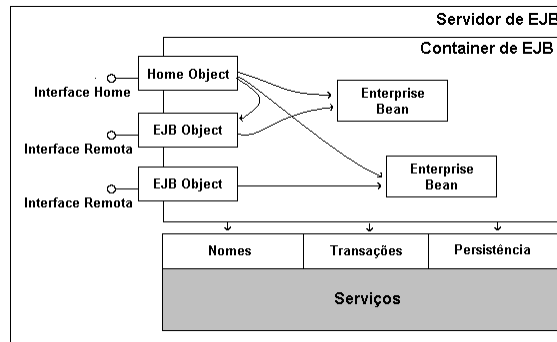 Servidor de EJB
Container de EJB
Home Object
Interface Home
Enterprise
Bean
EJB Object
Interface Remota
Enterprise
Bean
EJB Object
Interface Remota
Nomes
Transações
Persistência
Serviços